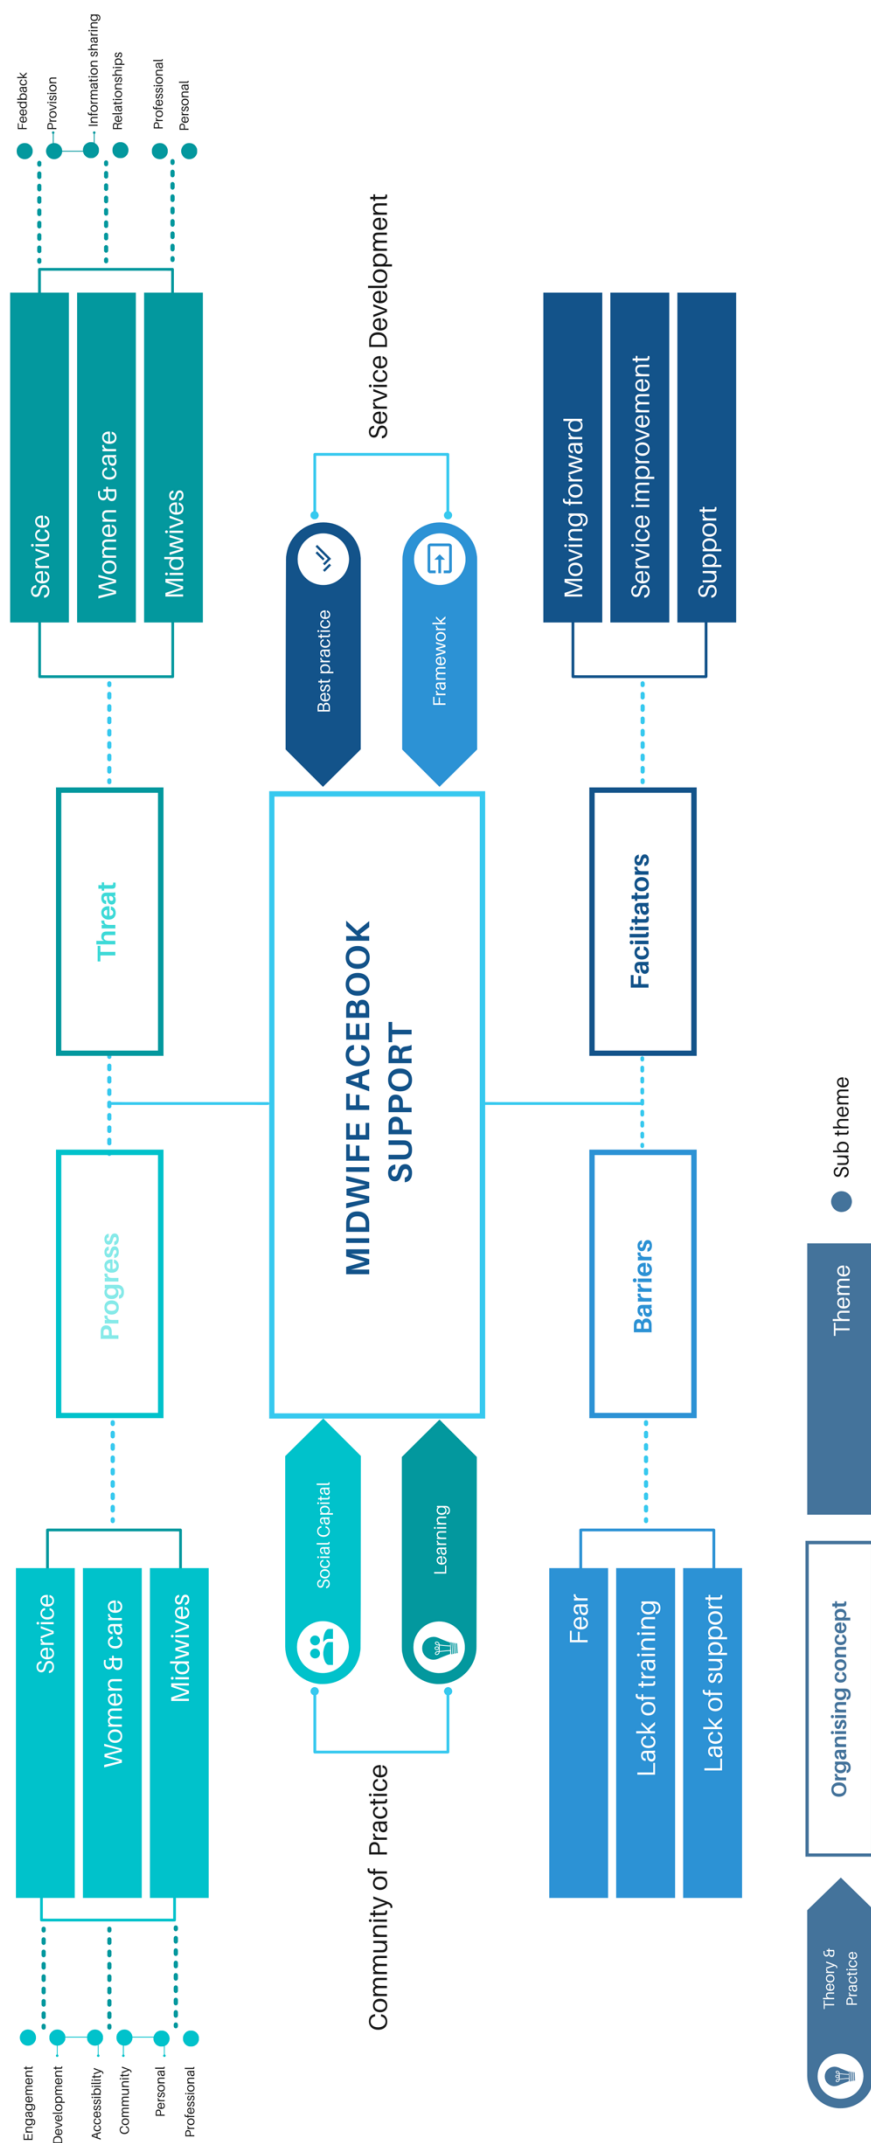 Engagement
Development
Accessibility
Community
Personal
Professional
Service
Women & care
Midwives
Progress
Threat
Service
Women & care
Midwives
Feedback
Provision
Information sharing
Relationships
Professional
Personal
Community of Practice
Social Capital
Learning
MIDWIFE FACEBOOK
SUPPORT
Best practice
Framework
Service Development
Fear
Lack of training
Lack of support
Barriers
Facilitators
Moving forward
Service improvement
Support
Theory &
Practice
Organising concept
Theme
Sub theme